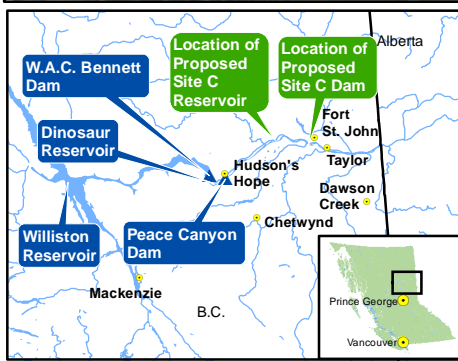 Location of
Proposed
Site C
Reservoir
Location of
Proposed
Site C Dam
Alberta
W.A.C. Bennett
Dam
Fort
St. John
Dinosaur
Reservoir
Taylor
Hudson's
Hope
Dawson
Creek
Williston
Reservoir
Peace Canyon
Dam
Chetwynd
Mackenzie
B.C.
Prince George
Vancouver